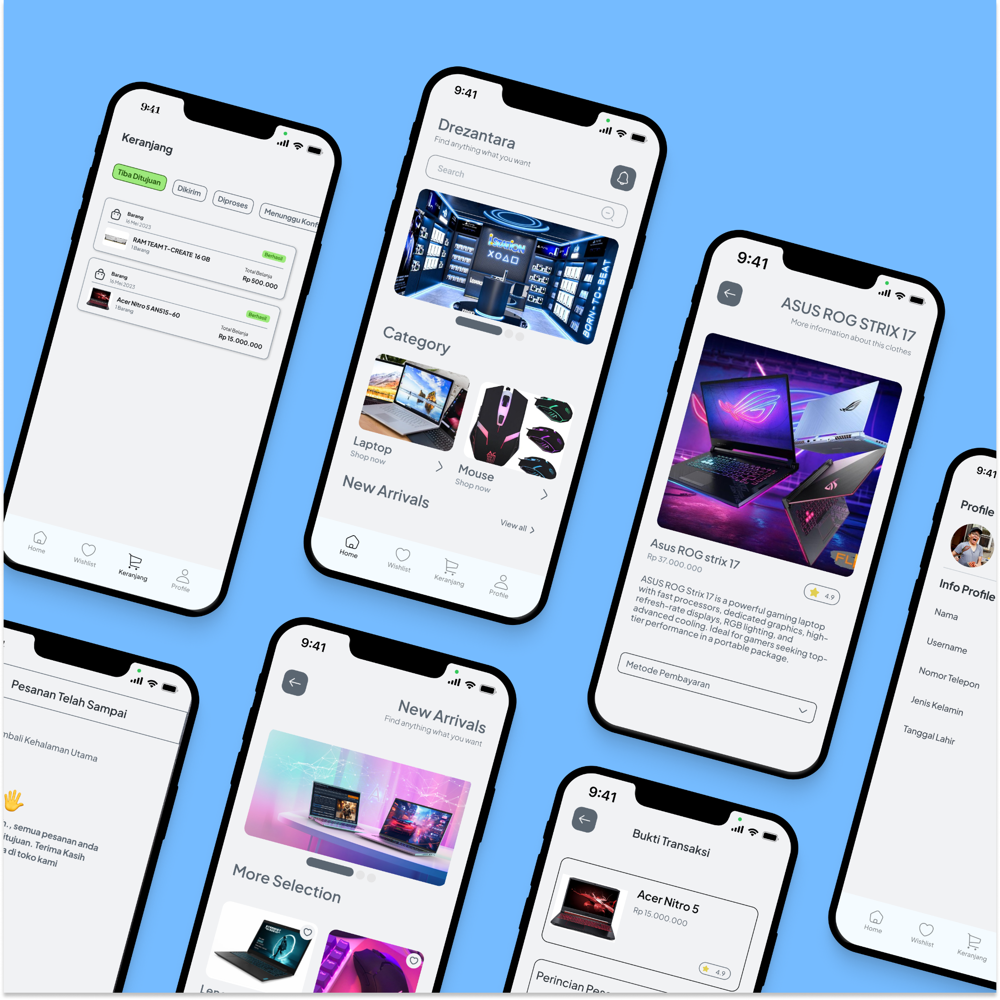 9:41
Keranjang
Tiba Ditujuan
Dikirim
Diproses
Menunggu Konf
Barang
16 Mei 2023
Berhasil
RAM TEAM T-CREATE 16 GB
1 Barang
Total Belanja
Rp 500.000
Barang
16 Mei 2023
Berhasil
Acer Nitro 5 AN515-60
1 Barang
Total Belanja
Rp 15.000.000
Home
Wishlist
Keranjang
Profile
9:41
Drezantara
Find anything what you want
Search
iSTATION
BORN-TO-BEAT
Category
Laptop
Shop now
Mouse
Shop now
New Arrivals
View all
Home
Wishlist
Keranjang
Profile
9:41
ASUS ROG STRIX 17
More information about this clothes
Asus ROG strix 17
Rp 37.000.000
4.9
ASUS ROG Strix 17 is a powerful gaming laptop
with fast processors, dedicated graphics, high-
refresh-rate displays, RGB lighting, and
advanced cooling. Ideal for gamers seeking top-
tier performance in a portable package.
Metode Pembayaran
9:41
Profile
Info Profile
Nama
Username
Nomor Telepon
Jenis Kelamin
Tanggal Lahir
Home
Wishlist
Keranjang
Pesanan Telah Sampai
mbali Kehalaman Utama
n., semua pesanan anda
itujuan. Terima Kasih
a di toko kami
9:41
New Arrivals
Find anything what you want
AI
More Selection
9:41
Bukti Transaksi
Acer Nitro 5
Rp 15.000.000
4.9
Perincian Pes